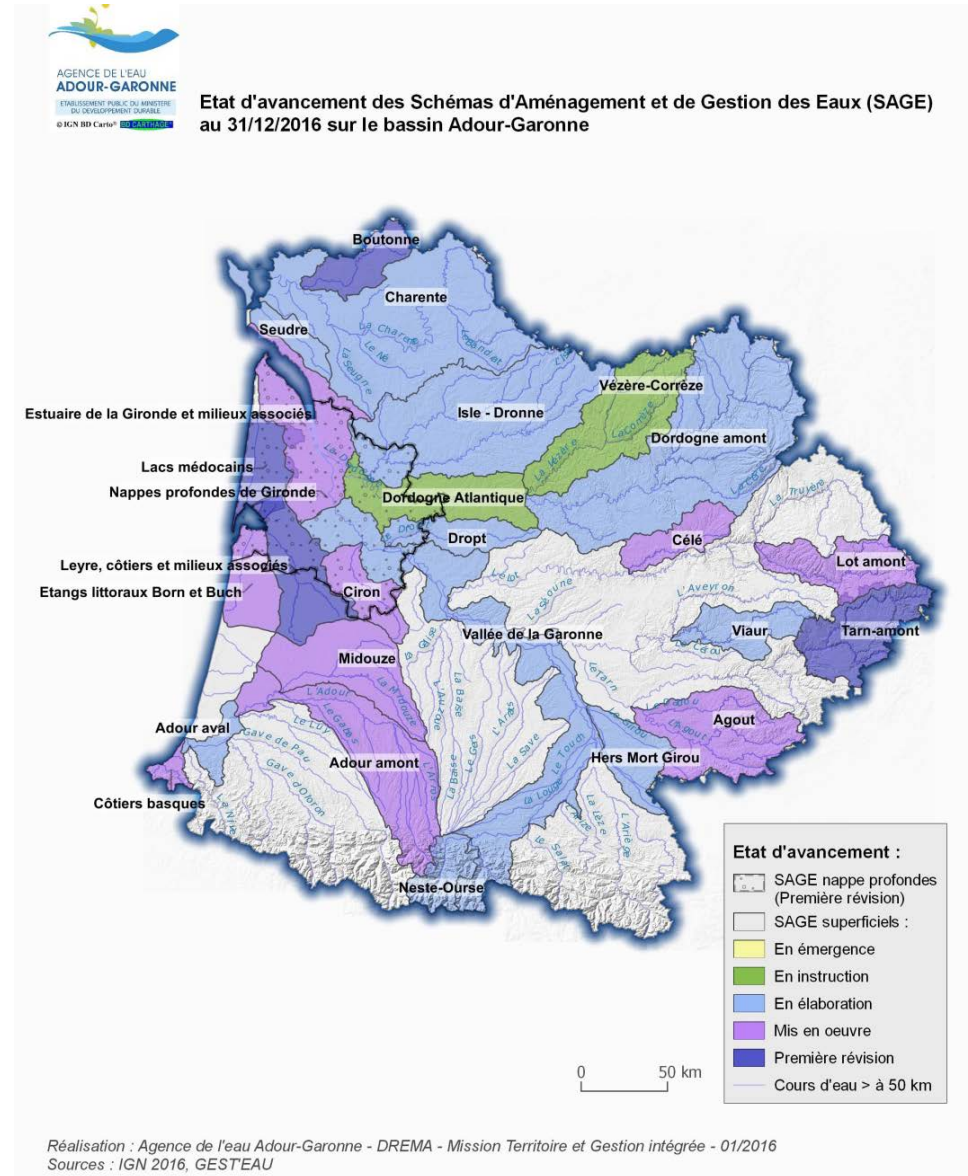 AGENCE DE L'EAU
ADOUR-GARONNE
ETABLISSEMENT PUBLIC DU MINISTERE
DU DEVELOPPEMENT DURABLE
© IGN BD Carto® BD CARTHAGE®
Etat d'avancement des Schémas d'Aménagement et de Gestion des Eaux (SAGE)
au 31/12/2016 sur le bassin Adour-Garonne
Boutonne
Charente
Seudre
La Seugne
Le Né
Vézère-Corrèze
Estuaire de la Gironde et milieux associés
Isle - Dronne
La Corrèze
La Vézère
Dordogne amont
Lacs médocains
La Truyère
Nappes profondes de Gironde
Dordogne Atlantique
Dropt
Célé
Lot amont
Leyre, côtiers et milieux associés
Etangs littoraux Born et Buch
Ciron
Le Lot
La Séoune
L'Aveyron
Vallée de la Garonne
Viaur
Tarn-amont
Midouze
Le Tarn
L'Adour
La Midouze
La Baïse
L'Arrats
Agout
Adour aval
Le Luy
Le Gers
La Save
Le Touch
Gave de Pau
Adour amont
Hers Mort Girou
Gave d'Oloron
La Baïse
La Louge
Côtiers basques
La Lèze
L'Ariège
Neste-Ourse
Etat d'avancement :
SAGE nappe profondes
(Première révision)
SAGE superficiels :
En émergence
En instruction
En élaboration
Mis en oeuvre
Première révision
Cours d'eau > à 50 km
0 50 km
Réalisation : Agence de l'eau Adour-Garonne - DREMA - Mission Territoire et Gestion intégrée - 01/2016
Sources : IGN 2016, GEST'EAU